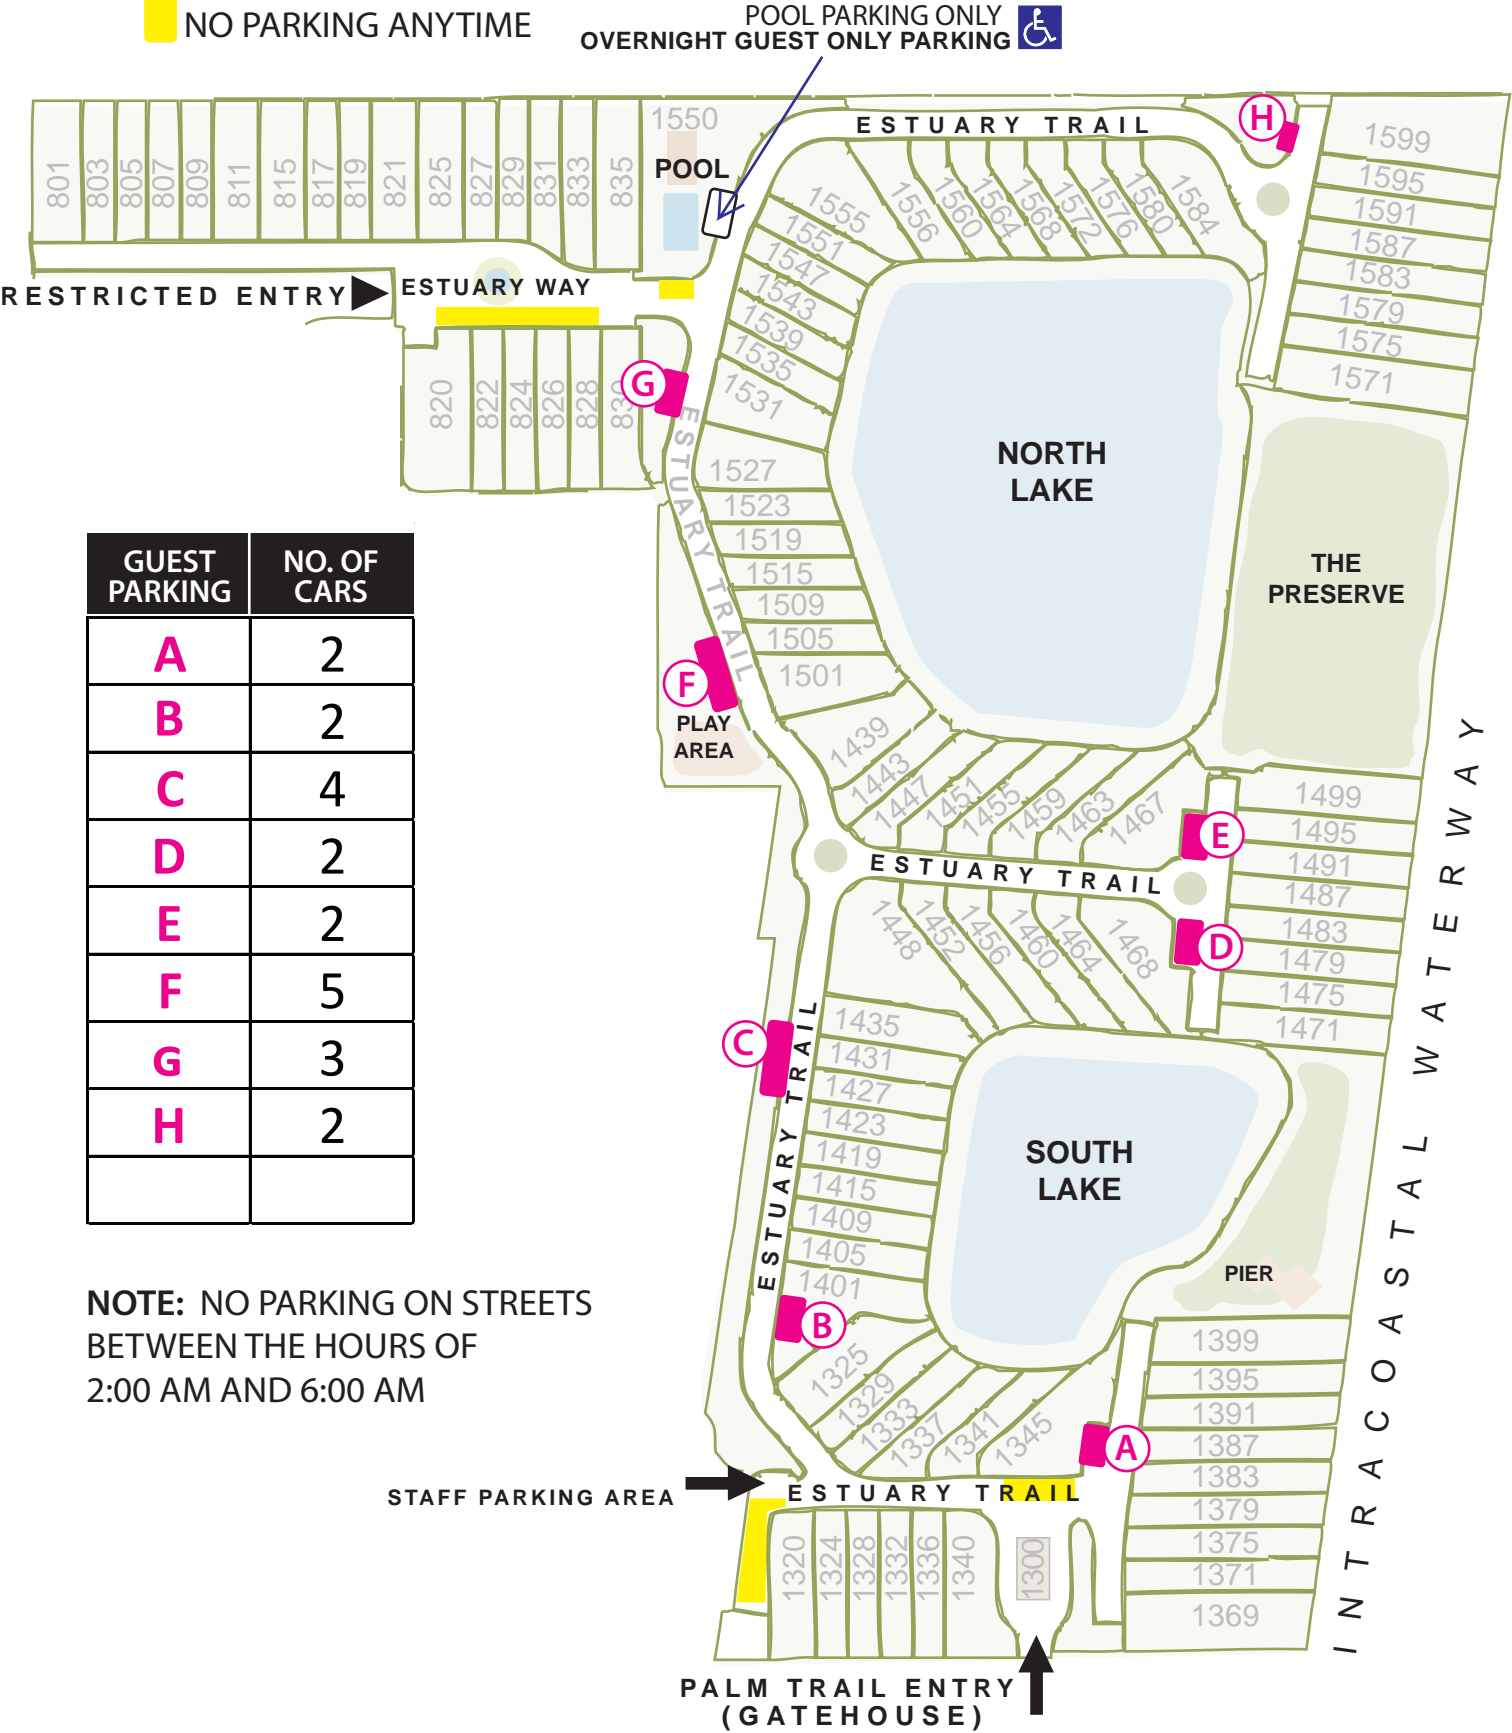 NO PARKING ANYTIME
POOL PARKING ONLY
OVERNIGHT GUEST ONLY PARKING
ESTUARY TRAIL
H
1550
POOL
801
803
805
807
809
811
815
817
819
821
825
827
829
831
833
835
1555
1551
1547
1543
1539
1535
1531
1556
1560
1564
1568
1572
1576
1580
1584
1599
1595
1591
1587
1583
1579
1575
1571
RESTRICTED ENTRY
ESTUARY WAY
820
822
824
826
828
G
ESTUARY TRAIL
NORTH
LAKE
THE
PRESERVE
1527
1523
1519
1515
1509
1505
1501
F
PLAY
AREA
GUEST
PARKING
NO. OF
CARS
A 2
B 2
C 4
D 2
E 2
F 5
G 3
H 2
1439
1443
1447
1451
1455
1459
1463
1467
E
1499
1495
1491
1487
1483
1479
1475
1471
ESTUARY TRAIL
D
1448
1452
1456
1460
1464
1468
C
ESTUARY TRAIL
1435
1431
1427
1423
1419
1415
1409
1405
1401
SOUTH
LAKE
PIER
INTRACOASTAL WATERWAY
B
NOTE: NO PARKING ON STREETS
BETWEEN THE HOURS OF
2:00 AM AND 6:00 AM
1325
1329
1333
1337
1341
1345
A
1399
1395
1391
1387
1383
1379
1375
1371
1369
STAFF PARKING AREA
ESTUARY TRAIL
1320
1324
1328
1332
1336
1340
1300
PALM TRAIL ENTRY
(GATEHOUSE)